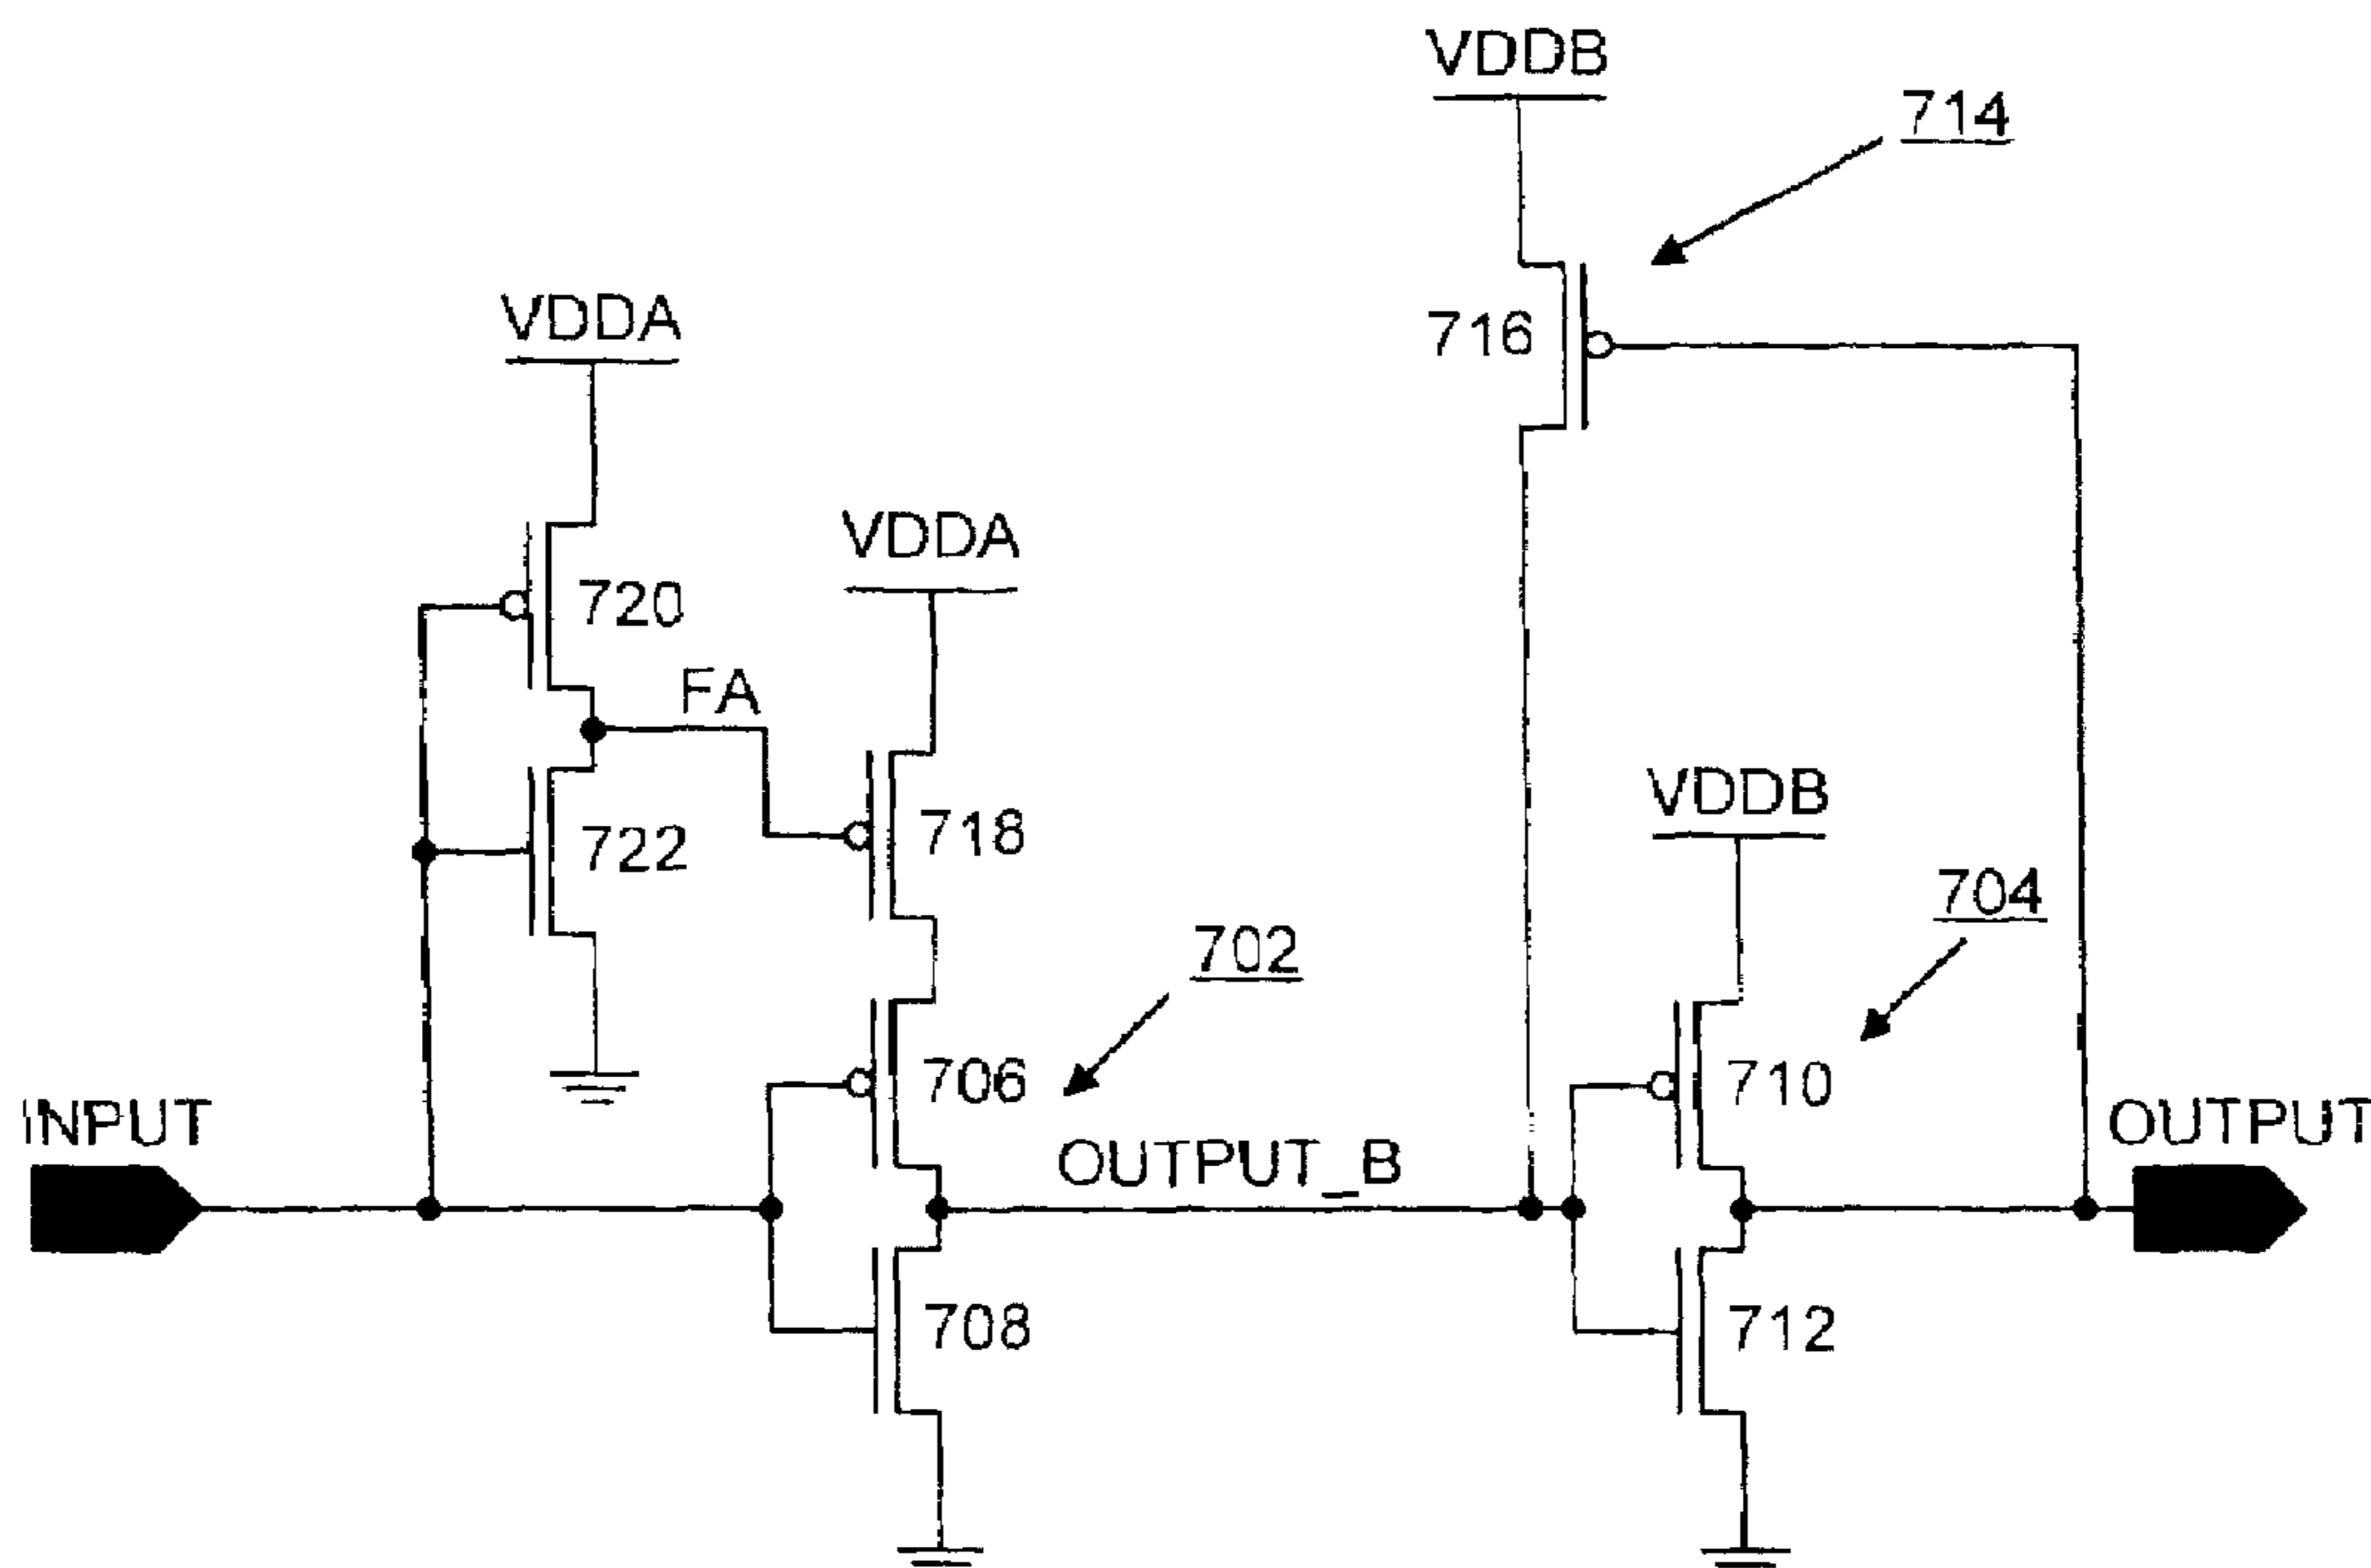 VDDB
714
VDDA
716
VDDA
720
FA
VDDB
718
722
704
702
706
710
INPUT
OUTPUT
OUTPUT_B
708
712